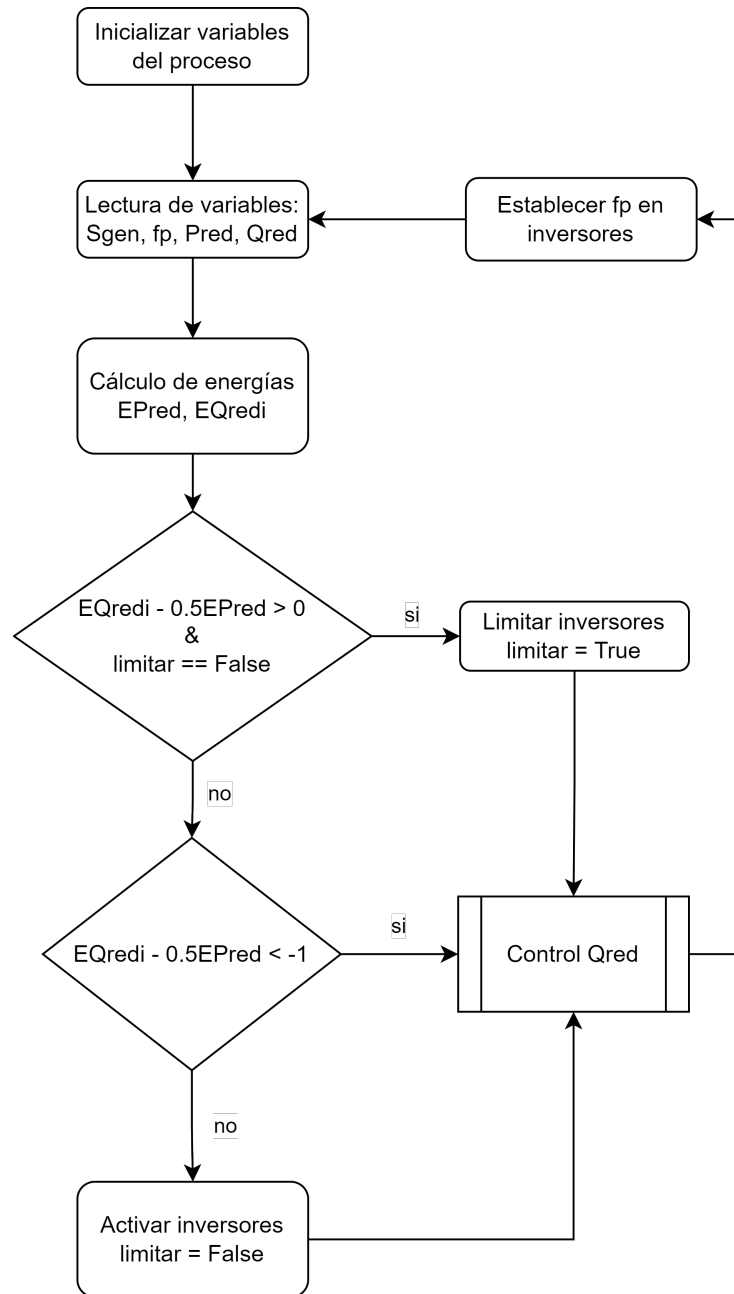 Inicializar variables
del proceso
Lectura de variables:
Sgen, fp, Pred, Qred
Establecer fp en
inversores
Cálculo de energías
EPred, EQredi
EQredi - 0.5EPred > 0
&
limitar == False
si
Limitar inversores
limitar = True
no
EQredi - 0.5EPred < -1
si
Control Qred
no
Activar inversores
limitar = False